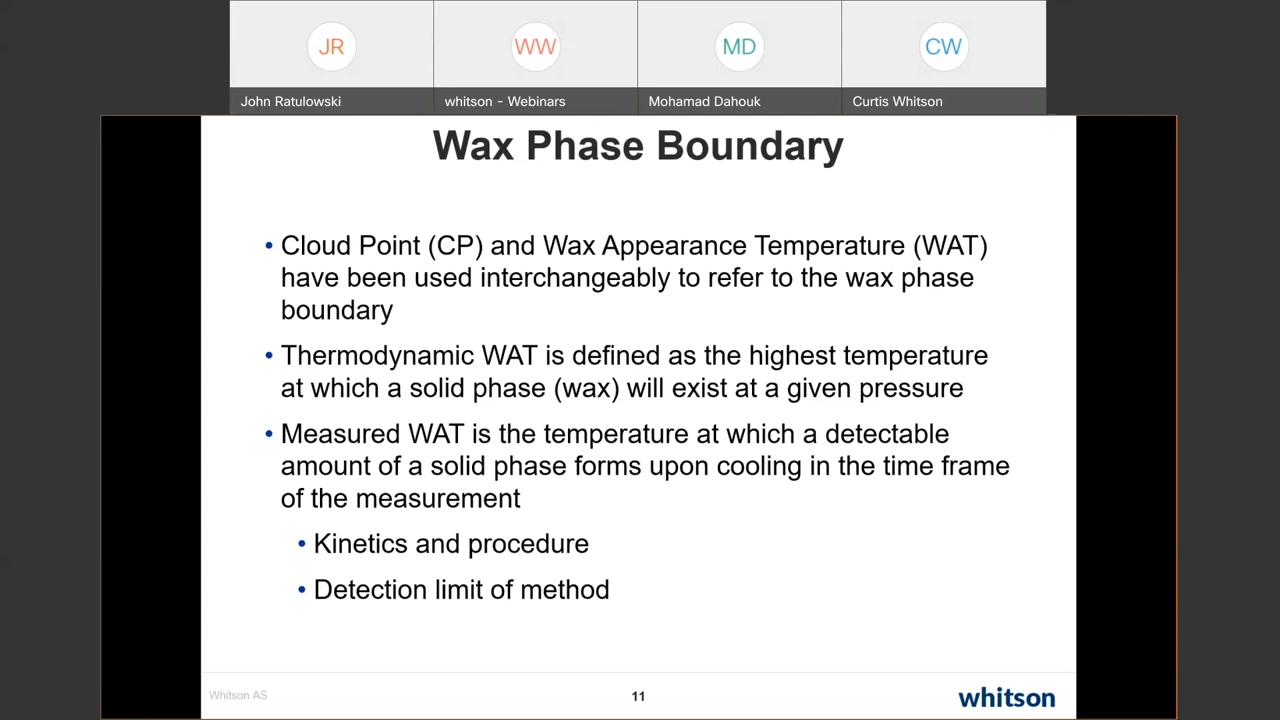 JR
WW
MD
CW
John Ratulowski
whitson - Webinars
Mohamad Dahouk
Curtis Whitson
Wax Phase Boundary
• Cloud Point (CP) and Wax Appearance Temperature (WAT)
have been used interchangeably to refer to the wax phase
boundary
• Thermodynamic WAT is defined as the highest temperature
at which a solid phase (wax) will exist at a given pressure
• Measured WAT is the temperature at which a detectable
amount of a solid phase forms upon cooling in the time frame
of the measurement
• Kinetics and procedure
• Detection limit of method
Whitson AS
11
whitson